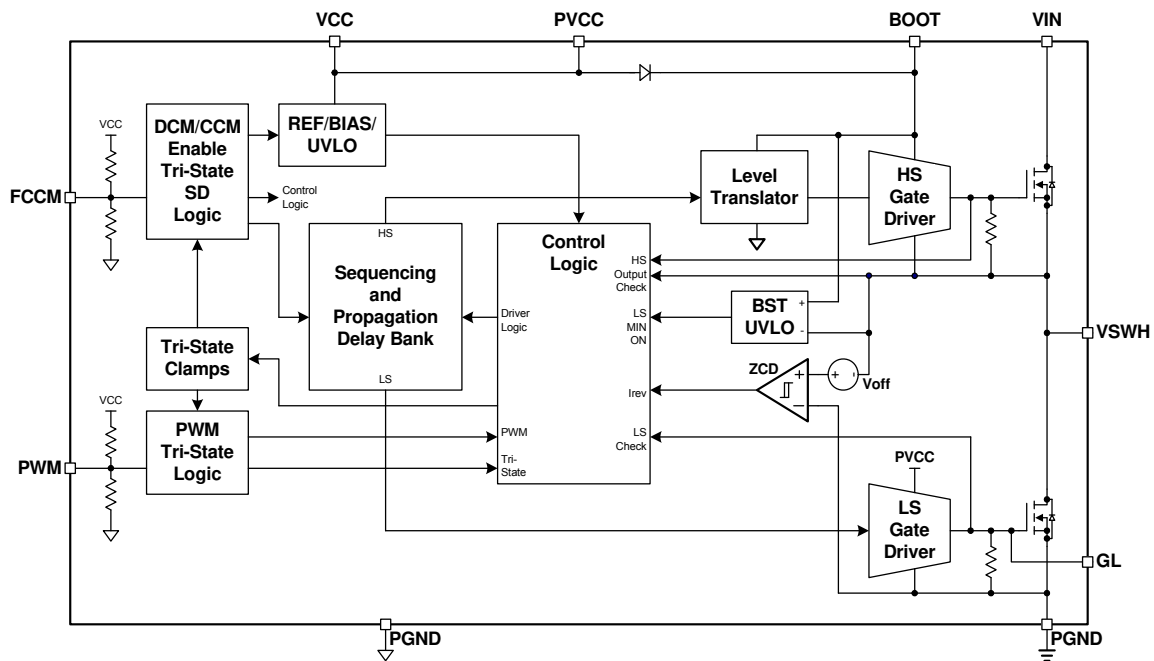 VCC
PVCC
BOOT
VIN
VCC
DCM/CCM
Enable
Tri-State
SD
Logic
REF/BIAS/
UVLO
Control
Logic
FCCM
Level
Translator
HS
Gate
Driver
HS
Sequencing
and
Propagation
Delay Bank
LS
Control
Logic
HS
Output
Check
Driver
Logic
LS
MIN
ON
Irev
LS
Check
PWM
Tri-
State
BST
UVLO
+
-
VSWH
ZCD
+
−
+
-
Voff
Tri-State
Clamps
VCC
PWM
Tri-State
Logic
PWM
PVCC
LS
Gate
Driver
GL
PGND
PGND